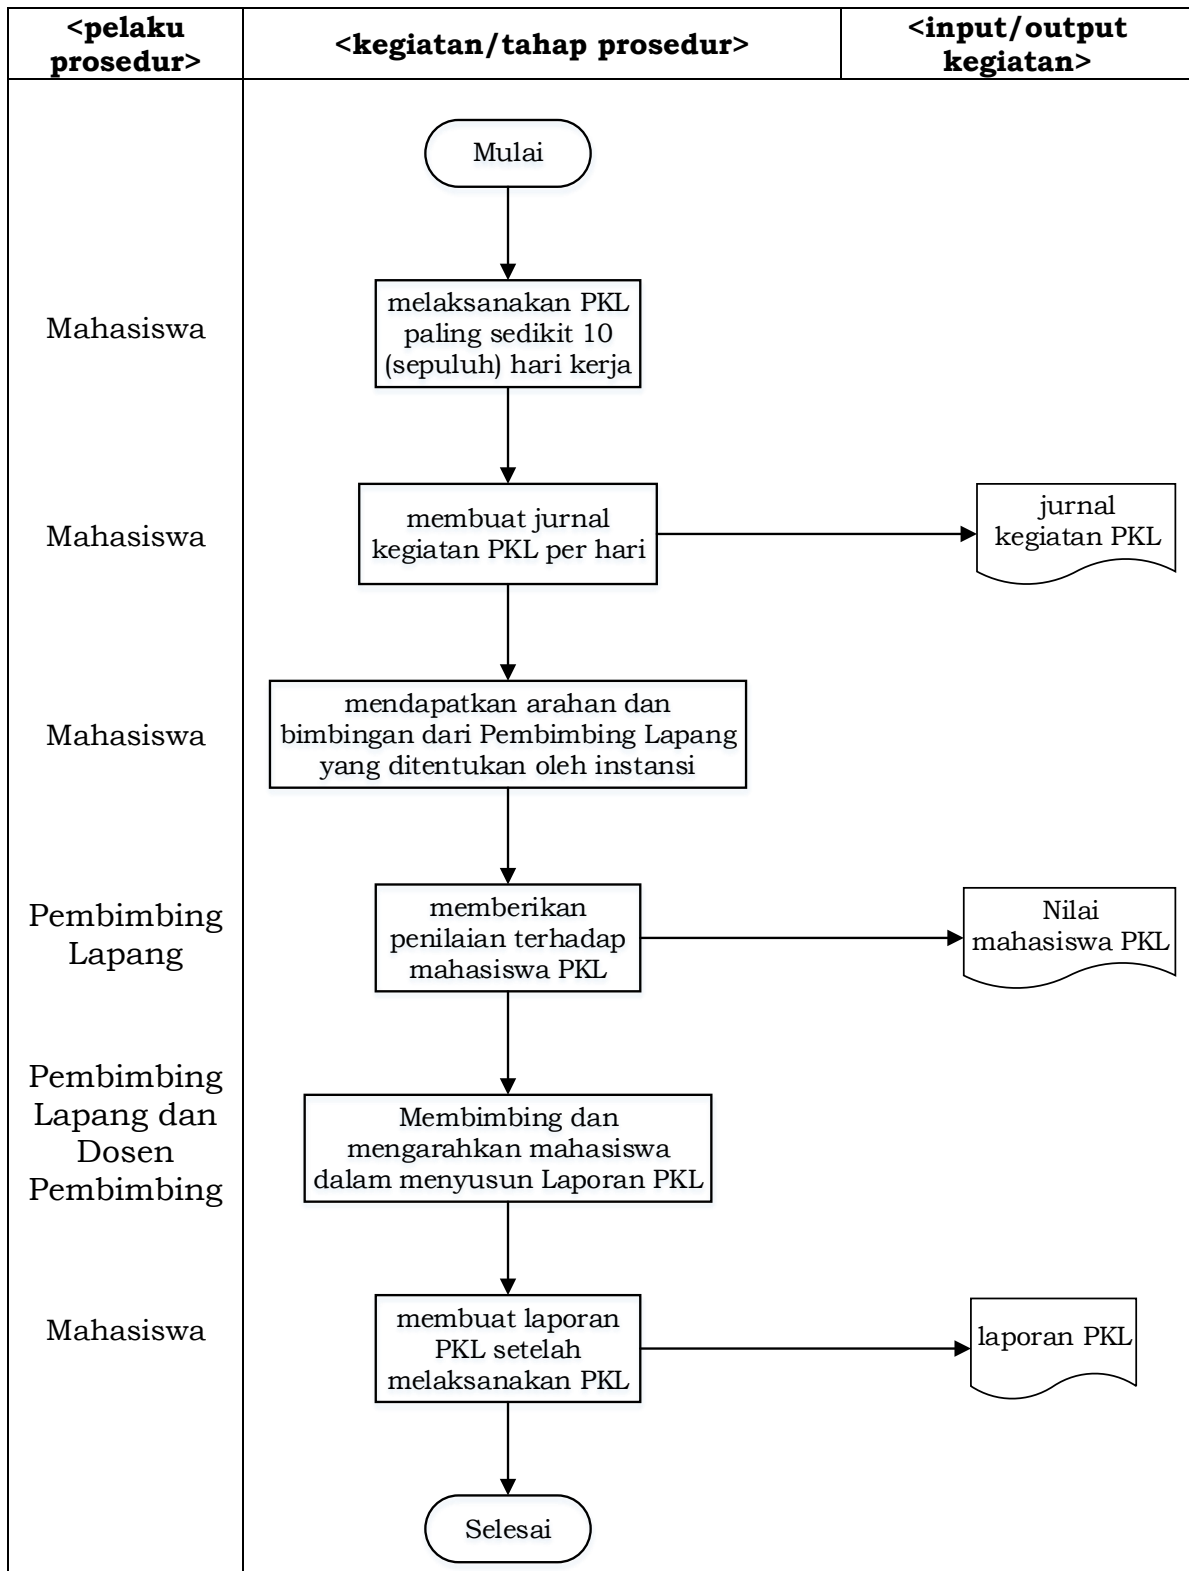 <pelaku
prosedur>
<kegiatan/tahap prosedur>
<input/output
kegiatan>
Mulai
Mahasiswa
melaksanakan PKL
paling sedikit 10
(sepuluh) hari kerja
Mahasiswa
membuat jurnal
kegiatan PKL per hari
jurnal
kegiatan PKL
Mahasiswa
mendapatkan arahan dan
bimbingan dari Pembimbing Lapang
yang ditentukan oleh instansi
Pembimbing
Lapang
memberikan
penilaian terhadap
mahasiswa PKL
Nilai
mahasiswa PKL
Pembimbing
Lapang dan
Dosen
Pembimbing
Membimbing dan
mengarahkan mahasiswa
dalam menyusun Laporan PKL
Mahasiswa
membuat laporan
PKL setelah
melaksanakan PKL
laporan PKL
Selesai